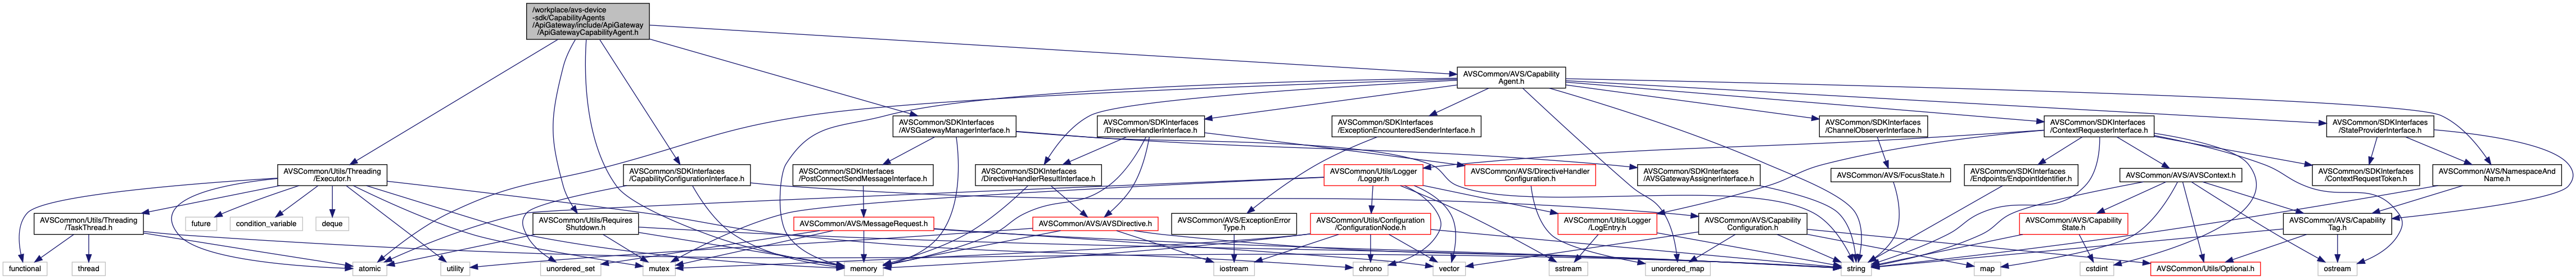 /workplace/avs-device
-sdk/CapabilityAgents
/ApiGateway/include/ApiGateway
/ApiGatewayCapabilityAgent.h
AVSCommon/AVS/Capability
Agent.h
AVSCommon/SDKInterfaces
/AVSGatewayManagerInterface.h
AVSCommon/SDKInterfaces
/DirectiveHandlerInterface.h
AVSCommon/SDKInterfaces
/ExceptionEncounteredSenderInterface.h
AVSCommon/SDKInterfaces
/ChannelObserverInterface.h
AVSCommon/SDKInterfaces
/ContextRequesterInterface.h
AVSCommon/SDKInterfaces
/StateProviderInterface.h
AVSCommon/Utils/Threading
/Executor.h
AVSCommon/SDKInterfaces
/CapabilityConfigurationInterface.h
AVSCommon/SDKInterfaces
/PostConnectSendMessageInterface.h
AVSCommon/SDKInterfaces
/DirectiveHandlerResultInterface.h
AVSCommon/AVS/DirectiveHandler
Configuration.h
AVSCommon/Utils/Logger
/Logger.h
AVSCommon/SDKInterfaces
/AVSGatewayAssignerInterface.h
AVSCommon/AVS/FocusState.h
AVSCommon/SDKInterfaces
/Endpoints/EndpointIdentifier.h
AVSCommon/AVS/AVSContext.h
AVSCommon/SDKInterfaces
/ContextRequestToken.h
AVSCommon/AVS/NamespaceAnd
Name.h
AVSCommon/Utils/Threading
/TaskThread.h
future
condition_variable
deque
AVSCommon/Utils/Requires
Shutdown.h
AVSCommon/AVS/MessageRequest.h
AVSCommon/AVS/AVSDirective.h
AVSCommon/AVS/ExceptionError
Type.h
AVSCommon/Utils/Configuration
/ConfigurationNode.h
AVSCommon/Utils/Logger
/LogEntry.h
AVSCommon/AVS/Capability
Configuration.h
AVSCommon/AVS/Capability
State.h
AVSCommon/AVS/Capability
Tag.h
functional
thread
atomic
utility
unordered_set
mutex
chrono
memory
iostream
vector
sstream
unordered_map
string
map
cstdint
AVSCommon/Utils/Optional.h
ostream